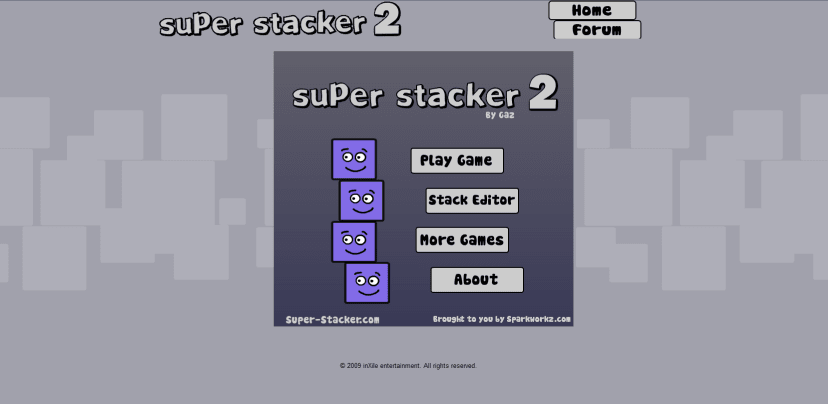 super stacker 2
Home
Forum
super stacker 2
By Gaz
Play Game
Stack Editor
More Games
About
Super-Stacker.com
Brought to you by Sparkworkz.com
© 2009 inXile entertainment. All rights reserved.